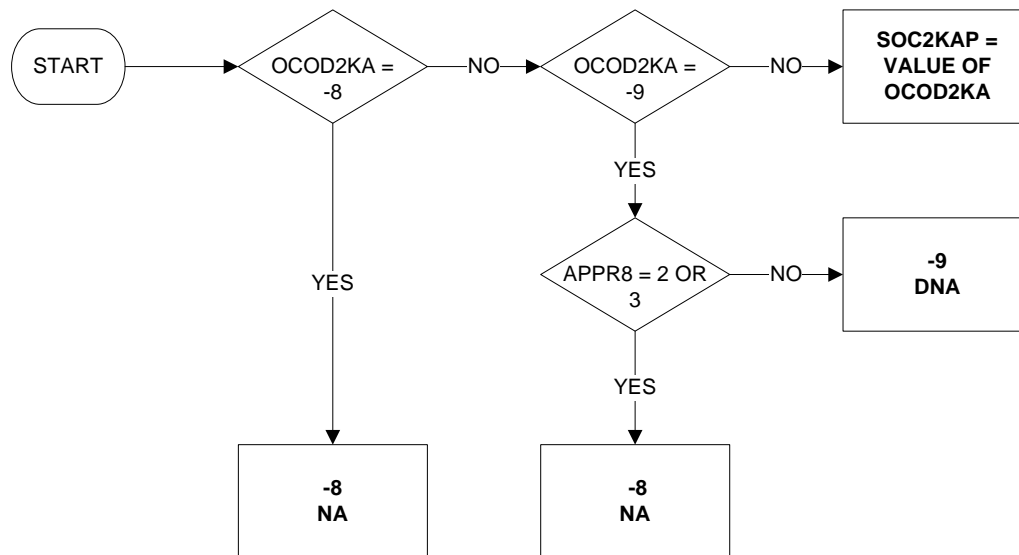 START
OCOD2KA =
-8
NO
OCOD2KA =
-9
NO
SOC2KAP =
VALUE OF
OCOD2KA
YES
YES
APPR8 = 2 OR
3
NO
-9
DNA
YES
-8
NA
-8
NA